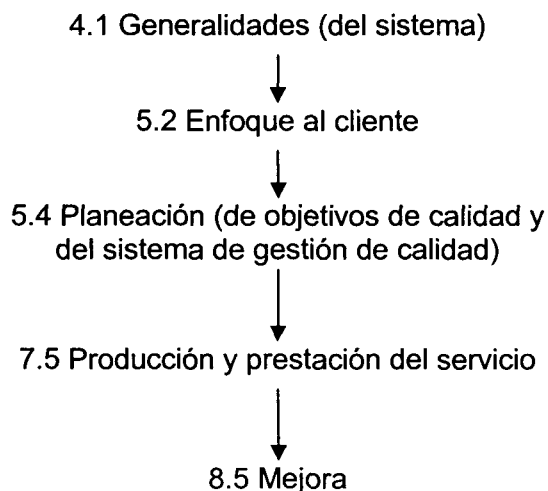 4.1 Generalidades (del sistema)
5.2 Enfoque al cliente
5.4 Planeación (de objetivos de calidad y
del sistema de gestión de calidad)
7.5 Producción y prestación del servicio
8.5 Mejora